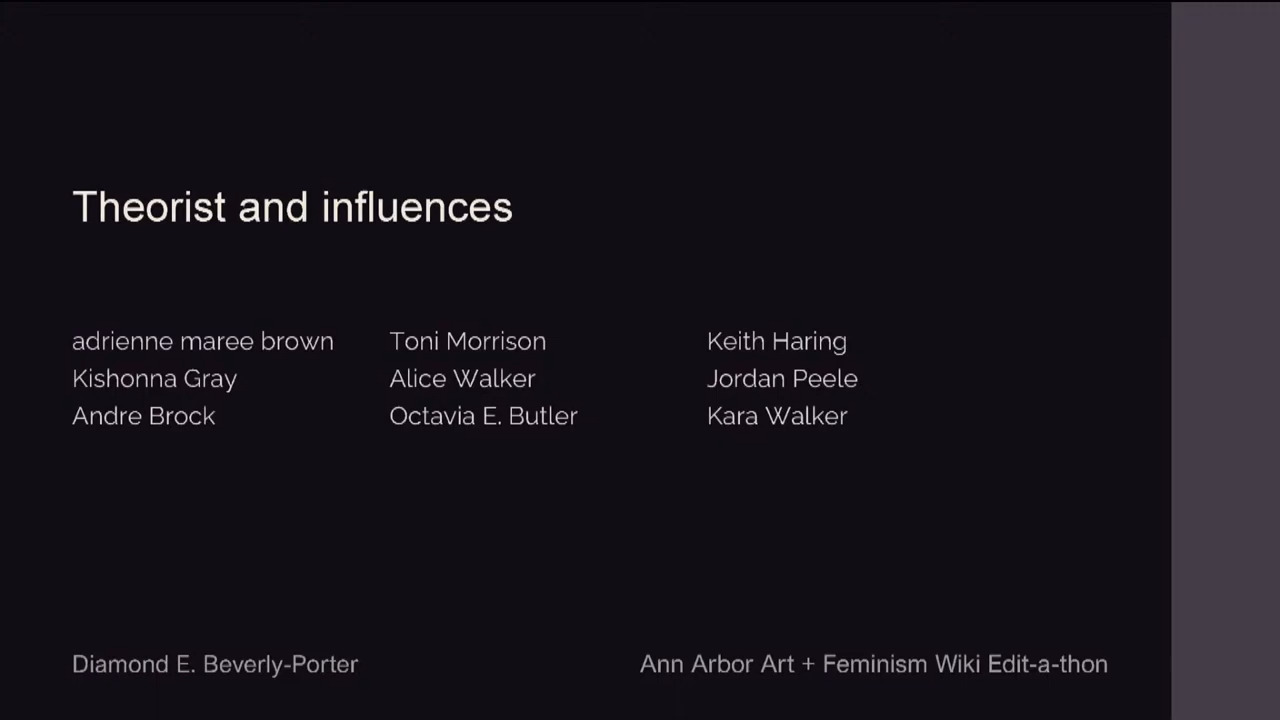 Theorist and influences
adrienne maree brown
Kishonna Gray
Andre Brock
Toni Morrison
Alice Walker
Octavia E. Butler
Keith Haring
Jordan Peele
Kara Walker
Diamond E. Beverly-Porter
Ann Arbor Art + Feminism Wiki Edit-a-thon